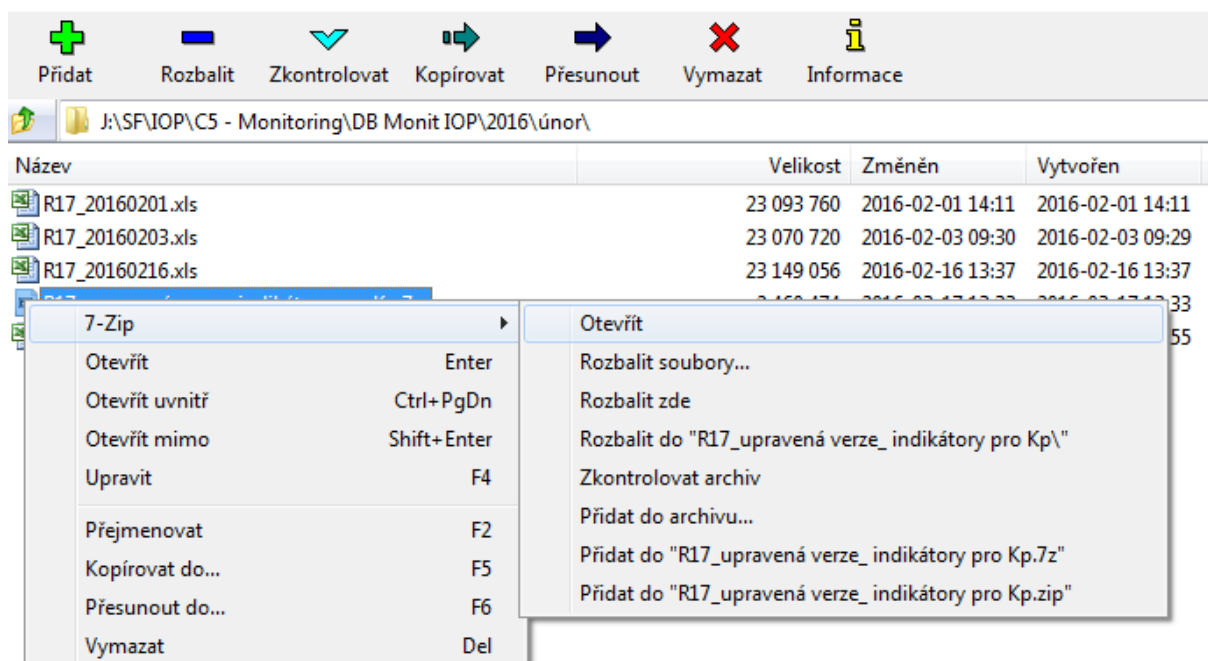 Přidat Rozbalit Zkontrolovat Kopírovat Přesunout Vymazat Informace
J:\SF\IOP\C5 - Monitoring\DB Monit IOP\2016\únor\
Název Velikost Změněn Vytvořen
R17_20160201.xls 23 093 760 2016-02-01 14:11 2016-02-01 14:11
R17_20160203.xls 23 070 720 2016-02-03 09:30 2016-02-03 09:29
R17_20160216.xls 23 149 056 2016-02-16 13:37 2016-02-16 13:37
33
55
7-Zip
Otevřít Enter
Otevřít uvnitř Ctrl+PgDn
Otevřít mimo Shift+Enter
Upravit F4
Přejmenovat F2
Kopírovat do... F5
Přesunout do... F6
Vymazat Del
Otevřít
Rozbalit soubory...
Rozbalit zde
Rozbalit do "R17_upravená verze_ indikátory pro Kp\"
Zkontrolovat archiv
Přidat do archivu...
Přidat do "R17_upravená verze_ indikátory pro Kp.7z"
Přidat do "R17_upravená verze_ indikátory pro Kp.zip"